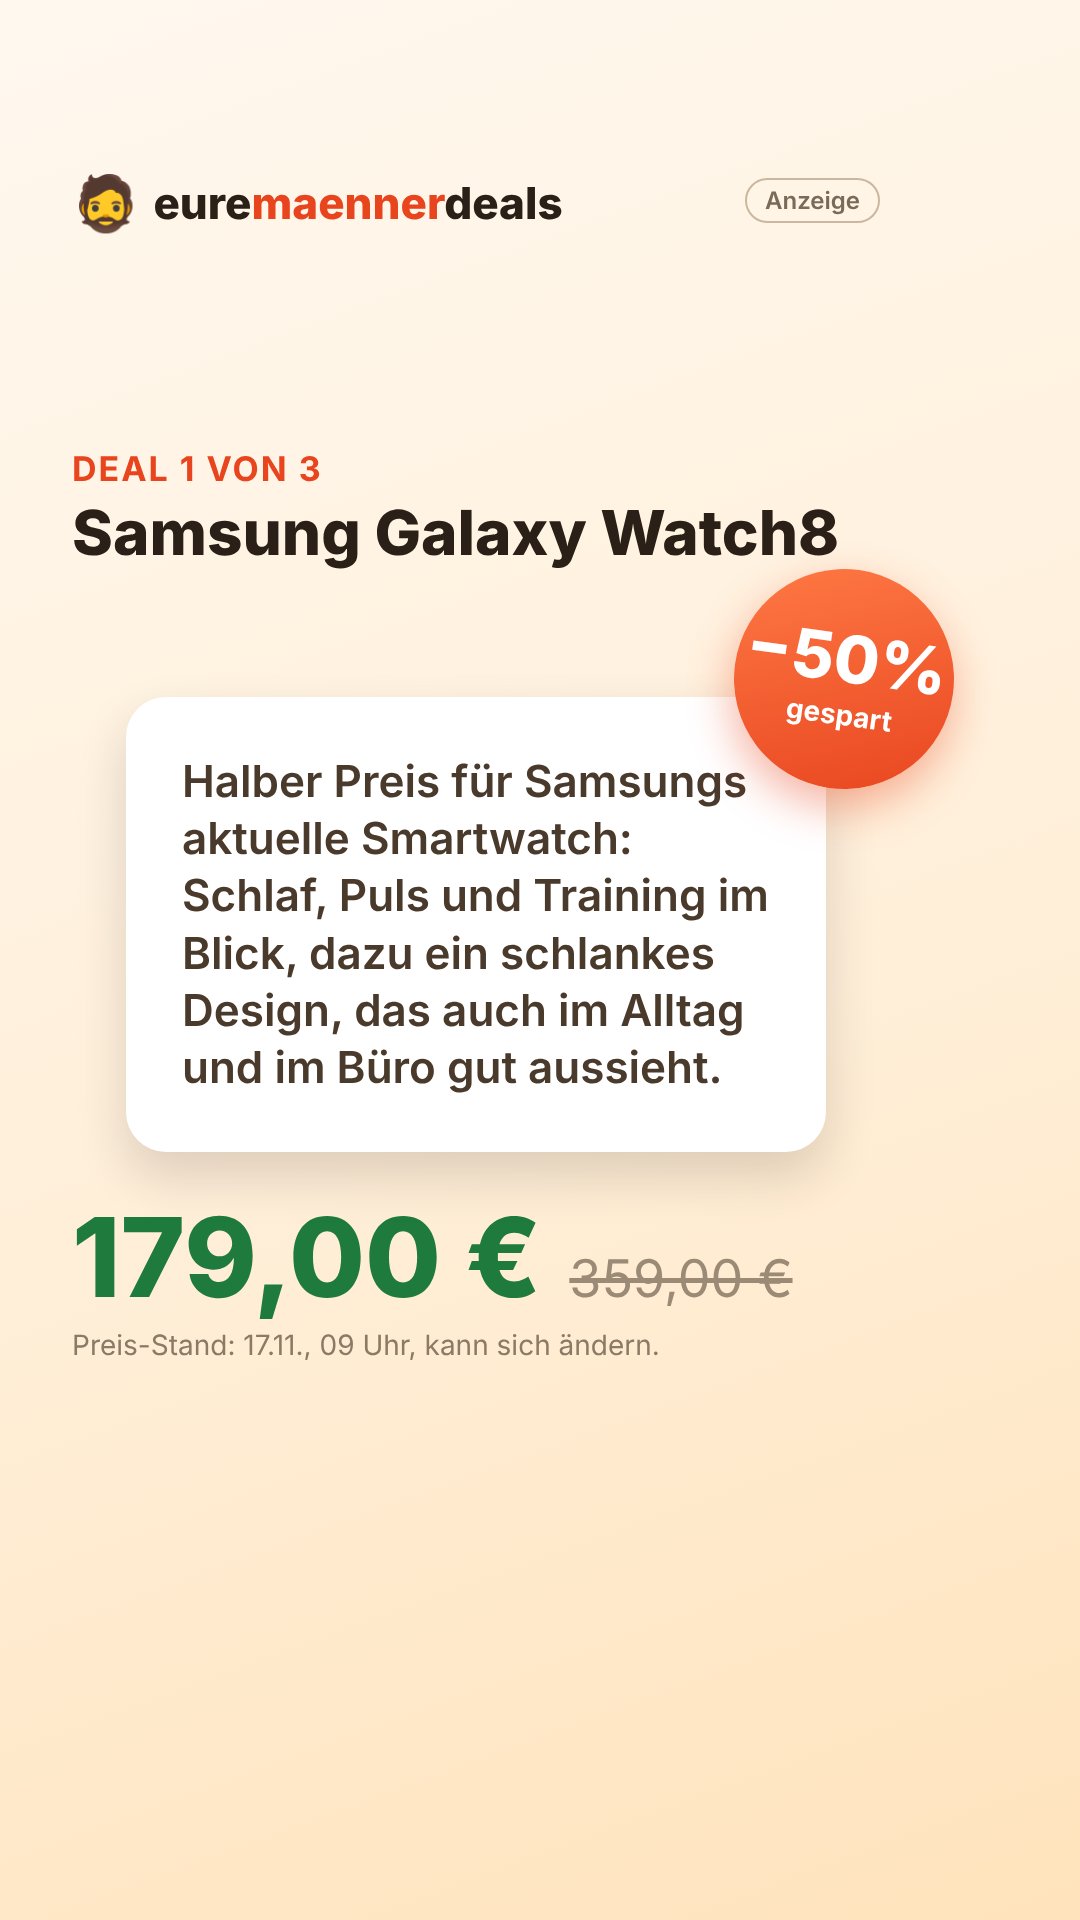 euremaennerdeals
Anzeige
DEAL 1 VON 3
Samsung Galaxy Watch8
−50%
gespart
Halber Preis für Samsungs
aktuelle Smartwatch:
Schlaf, Puls und Training im
Blick, dazu ein schlankes
Design, das auch im Alltag
und im Büro gut aussieht.
179,00 € 359,00 €
Preis-Stand: 17.11., 09 Uhr, kann sich ändern.